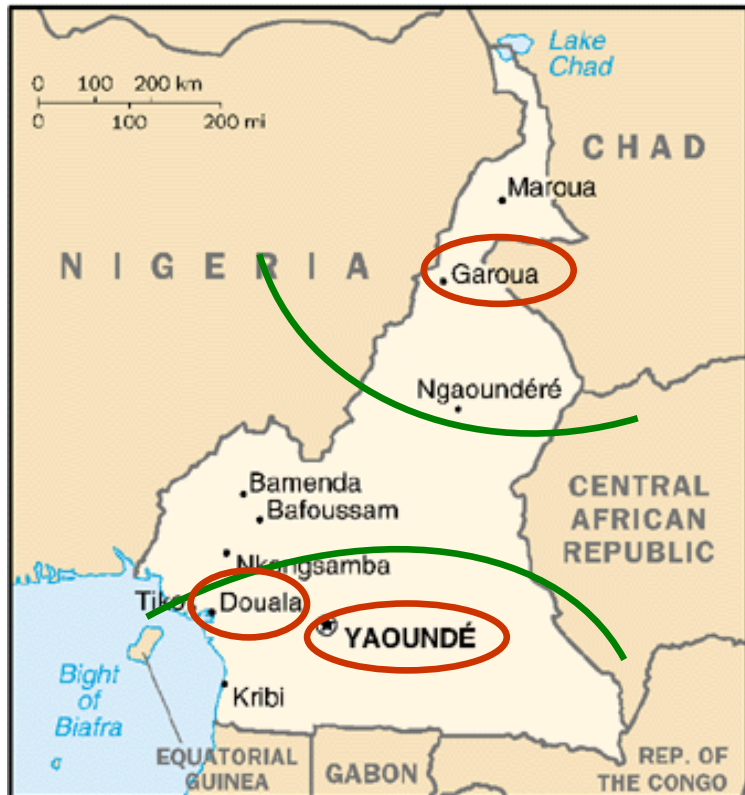 Lake
Chad
0 100 200 km
0 100 200 mi
CHAD
Maroua
NIGERIA
Garoua
Ngaoundéré
Bamenda
Bafoussam
CENTRAL
AFRICAN
REPUBLIC
Nkongsamba
Tiko
Douala
YAOUNDÉ
Bight
of
Biafra
Kribi
EQUATORIAL
GUINEA
GABON
REP. OF
THE CONGO